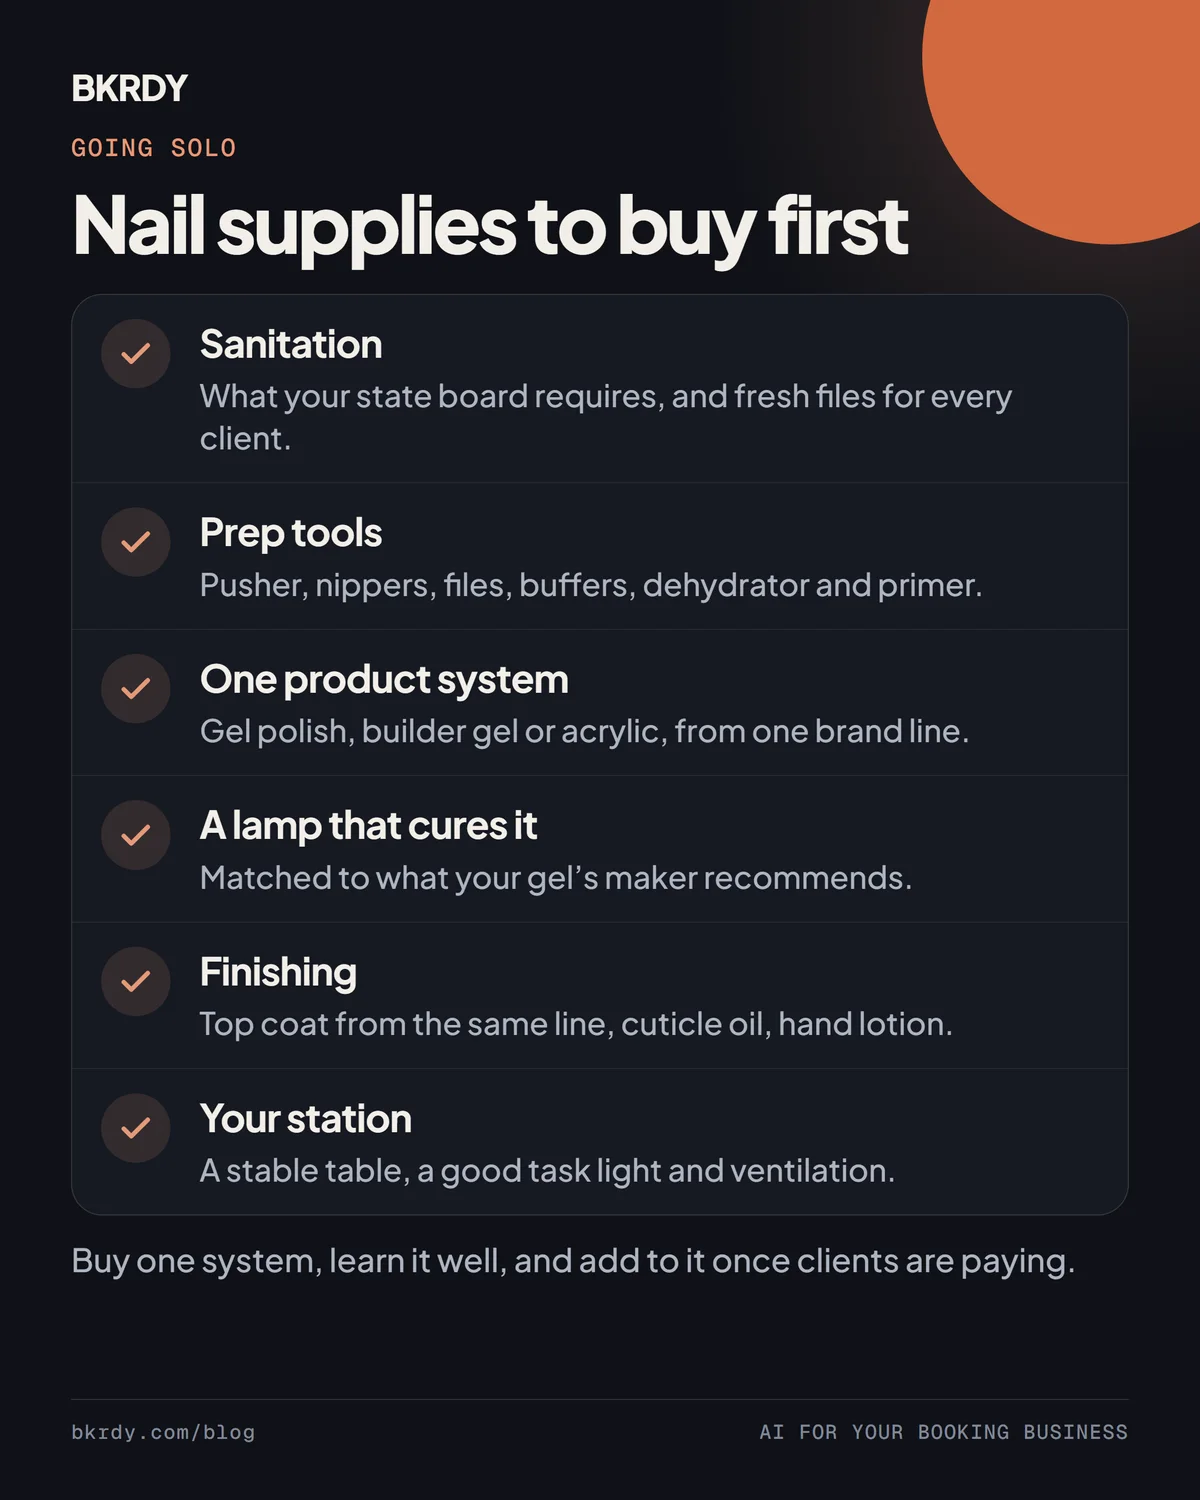 BKRDY
GOING SOLO
Nail supplies to buy first
Sanitation
What your state board requires, and fresh files for every
client.
Prep tools
Pusher, nippers, files, buffers, dehydrator and primer.
One product system
Gel polish, builder gel or acrylic, from one brand line.
A lamp that cures it
Matched to what your gel’s maker recommends.
Finishing
Top coat from the same line, cuticle oil, hand lotion.
Your station
A stable table, a good task light and ventilation.
Buy one system, learn it well, and add to it once clients are paying.
bkrdy.com/blog
AI FOR YOUR BOOKING BUSINESS